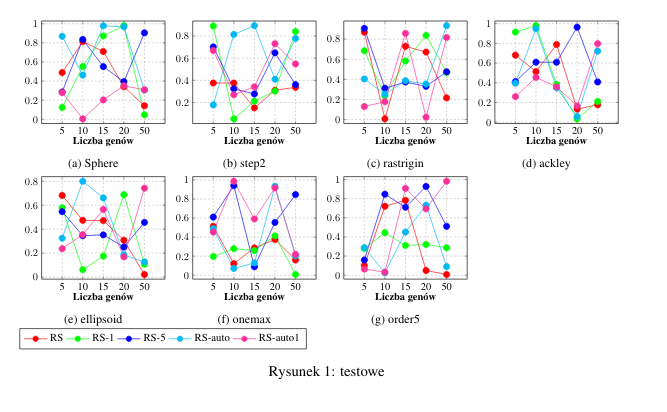 1
0.8
0.6
0.4
0.2
0
5 10 15 20 50
Liczba genów
(a) Sphere
0.8
0.6
0.4
0.2
5 10 15 20 50
Liczba genów
(b) step2
1
0.8
0.6
0.4
0.2
0
5 10 15 20 50
Liczba genów
(c) rastrigin
1
0.8
0.6
0.4
0.2
0
5 10 15 20 50
Liczba genów
(d) ackley
0.8
0.6
0.4
0.2
0
5 10 15 20 50
Liczba genów
(e) ellipsoid
1
0.8
0.6
0.4
0.2
0
5 10 15 20 50
Liczba genów
(f) onemax
1
0.8
0.6
0.4
0.2
0
5 10 15 20 50
Liczba genów
(g) order5
RS RS-1 RS-5 RS-auto RS-auto1
Rysunek 1: testowe